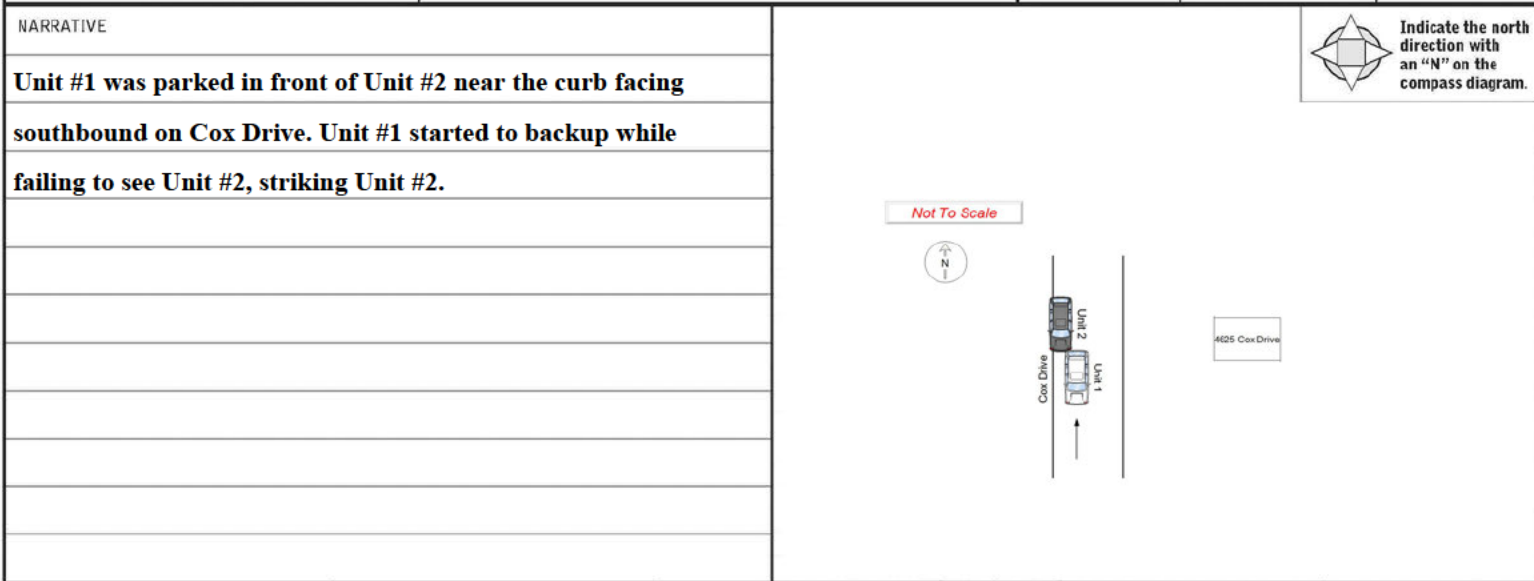 NARRATIVE
Unit #1 was parked in front of Unit #2 near the curb facing
southbound on Cox Drive. Unit #1 started to backup while
failing to see Unit #2, striking Unit #2.
Indicate the north
direction with
an “N” on the
compass diagram.
Not To Scale
N
Unit 2
Cox Drive
Unit 1
4625 Cox Drive